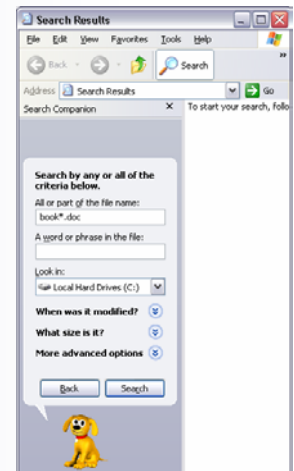 Search Results
File Edit View Favorites Tools Help
Back Search »
Address Search Results Go
Search Companion × To start your search, follo
Search by any or all of the
criteria below.
All or part of the file name:
book*.doc
A word or phrase in the file:
Look in:
Local Hard Drives (C:)
When was it modified?
What size is it?
More advanced options
Back Search